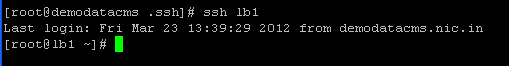 [root@demodatacms .ssh]# ssh lb1
Last login: Fri Mar 23 13:39:29 2012 from demodatacms.nic.in
[root@lb1 ~]#